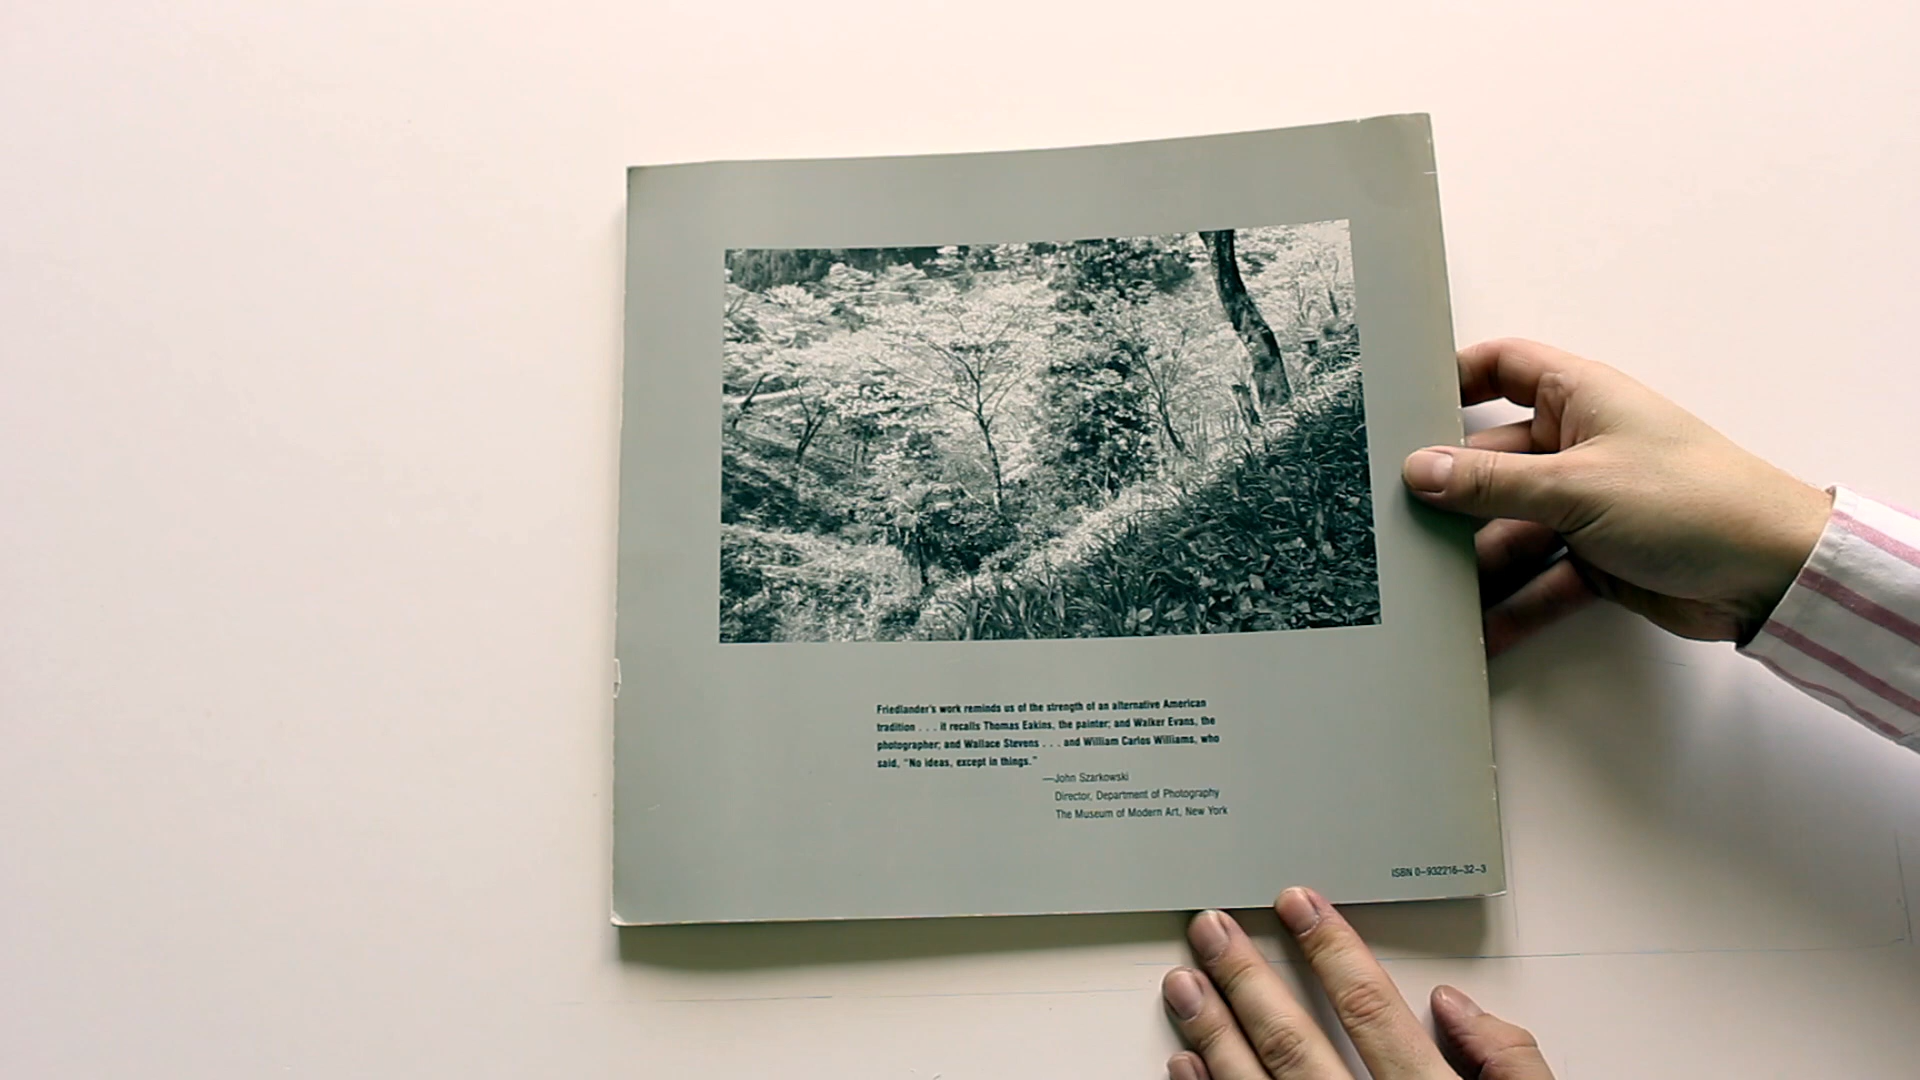 Friedlander's work reminds us of the strength of an alternative American
tradition . . . it recalls Thomas Eakins, the painter; and Walker Evans, the
photographer; and Wallace Stevens . . . and William Carlos Williams, who
said, "No ideas, except in things."
—John Szarkowski
Director, Department of Photography
The Museum of Modern Art, New York
ISBN 0-932216-32-3